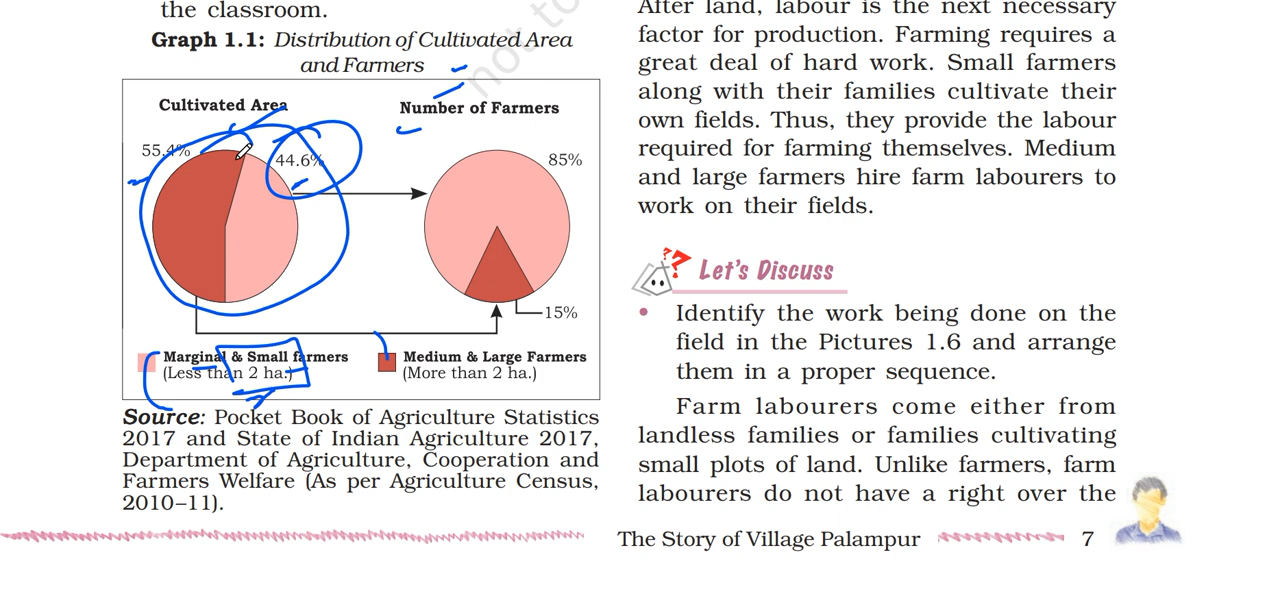 the classroom.
Graph 1.1: Distribution of Cultivated Area
and Farmers
not to
Cultivated Area
Number of Farmers
55.4%
44.6%
85%
15%
Marginal & Small farmers
(Less than 2 ha.)
Medium & Large Farmers
(More than 2 ha.)
Source: Pocket Book of Agriculture Statistics
2017 and State of Indian Agriculture 2017,
Department of Agriculture, Cooperation and
Farmers Welfare (As per Agriculture Census,
2010–11).
After land, labour is the next necessary
factor for production. Farming requires a
great deal of hard work. Small farmers
along with their families cultivate their
own fields. Thus, they provide the labour
required for farming themselves. Medium
and large farmers hire farm labourers to
work on their fields.
Let's Discuss
• Identify the work being done on the
field in the Pictures 1.6 and arrange
them in a proper sequence.
Farm labourers come either from
landless families or families cultivating
small plots of land. Unlike farmers, farm
labourers do not have a right over the
The Story of Village Palampur 7